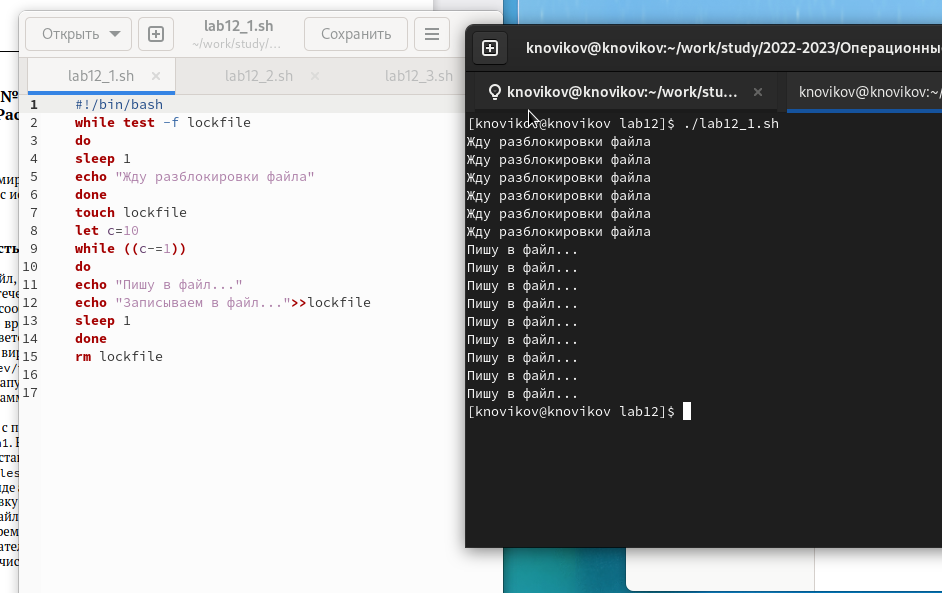 Открыть
lab12_1.sh
~/work/study/...
Сохранить
lab12_1.sh
lab12_2.sh
lab12_3.sh
1 #!/bin/bash
2 while test -f lockfile
3 do
4 sleep 1
5 echo "Жду разблокировки файла"
6 done
7 touch lockfile
8 let c=10
9 while ((c-=1))
10 do
11 echo "Пишу в файл..."
12 echo "Записываем в файл...">>lockfile
13 sleep 1
14 done
15 rm lockfile
16
17
knovikov@knovikov:~/work/study/2022-2023/Операционны
knovikov@knovikov:~/work/stu...
knovikov@knovikov:~/
[knovikov@knovikov lab12]$ ./lab12_1.sh
Жду разблокировки файла
Жду разблокировки файла
Жду разблокировки файла
Жду разблокировки файла
Жду разблокировки файла
Жду разблокировки файла
Пишу в файл...
Пишу в файл...
Пишу в файл...
Пишу в файл...
Пишу в файл...
Пишу в файл...
Пишу в файл...
Пишу в файл...
Пишу в файл...
[knovikov@knovikov lab12]$